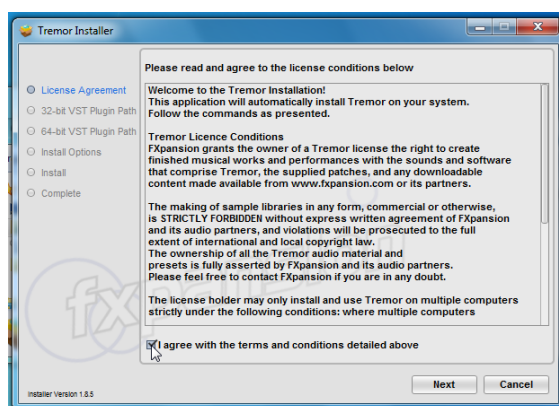 Tremor Installer
Please read and agree to the license conditions below
License Agreement
32-bit VST Plugin Path
64-bit VST Plugin Path
Install Options
Install
Complete
Welcome to the Tremor Installation!
This application will automatically install Tremor on your system.
Follow the commands as presented.
Tremor Licence Conditions
FXpansion grants the owner of a Tremor license the right to create
finished musical works and performances with the sounds and software
that comprise Tremor, the supplied patches, and any downloadable
content made available from www.fxpansion.com or its partners.
The making of sample libraries in any form, commercial or otherwise,
is STRICTLY FORBIDDEN without express written agreement of FXpansion
and its audio partners, and violations will be prosecuted to the full
extent of international and local copyright law.
The ownership of all the Tremor audio material and
presets is fully asserted by FXpansion and its audio partners.
Please feel free to contact FXpansion if you are in any doubt.
The license holder may only install and use Tremor on multiple computers
strictly under the following conditions: where multiple computers
I agree with the terms and conditions detailed above
fxpansion
Next
Cancel
Installer Version 1.8.5